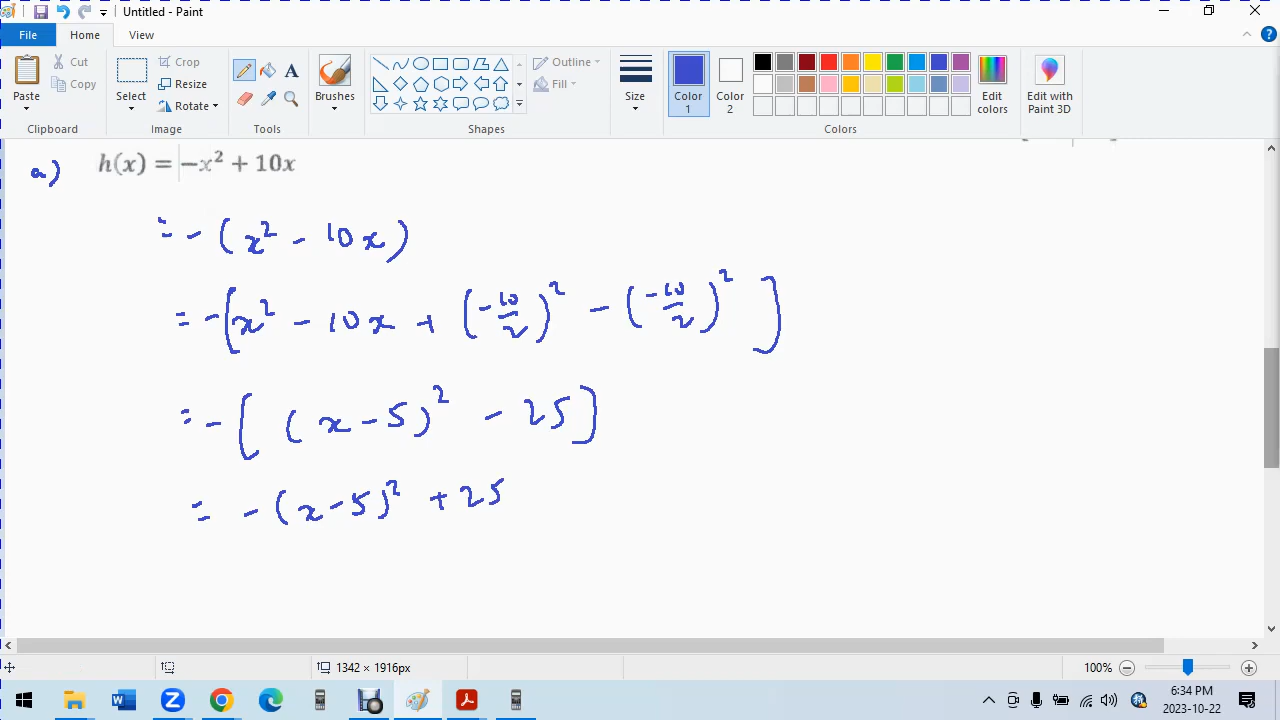 Untitled - Paint
File Home View
Paste
Cut
Copy
Clipboard
Select
Crop
Resize
Rotate
Image
Tools
Brushes
Outline
Fill
Shapes
Size
Color 1
Color 2
Edit colors
Colors
Edit with Paint 3D
a) h(x) = −x² + 10x
= - (x² - 10x)
= -[x² - 10x + (-10/2)² - (-10/2)²]
= -[ (x - 5)² - 25]
= -(x - 5)² + 25
1342 × 1916px
100%
6:34 PM
2023-10-22